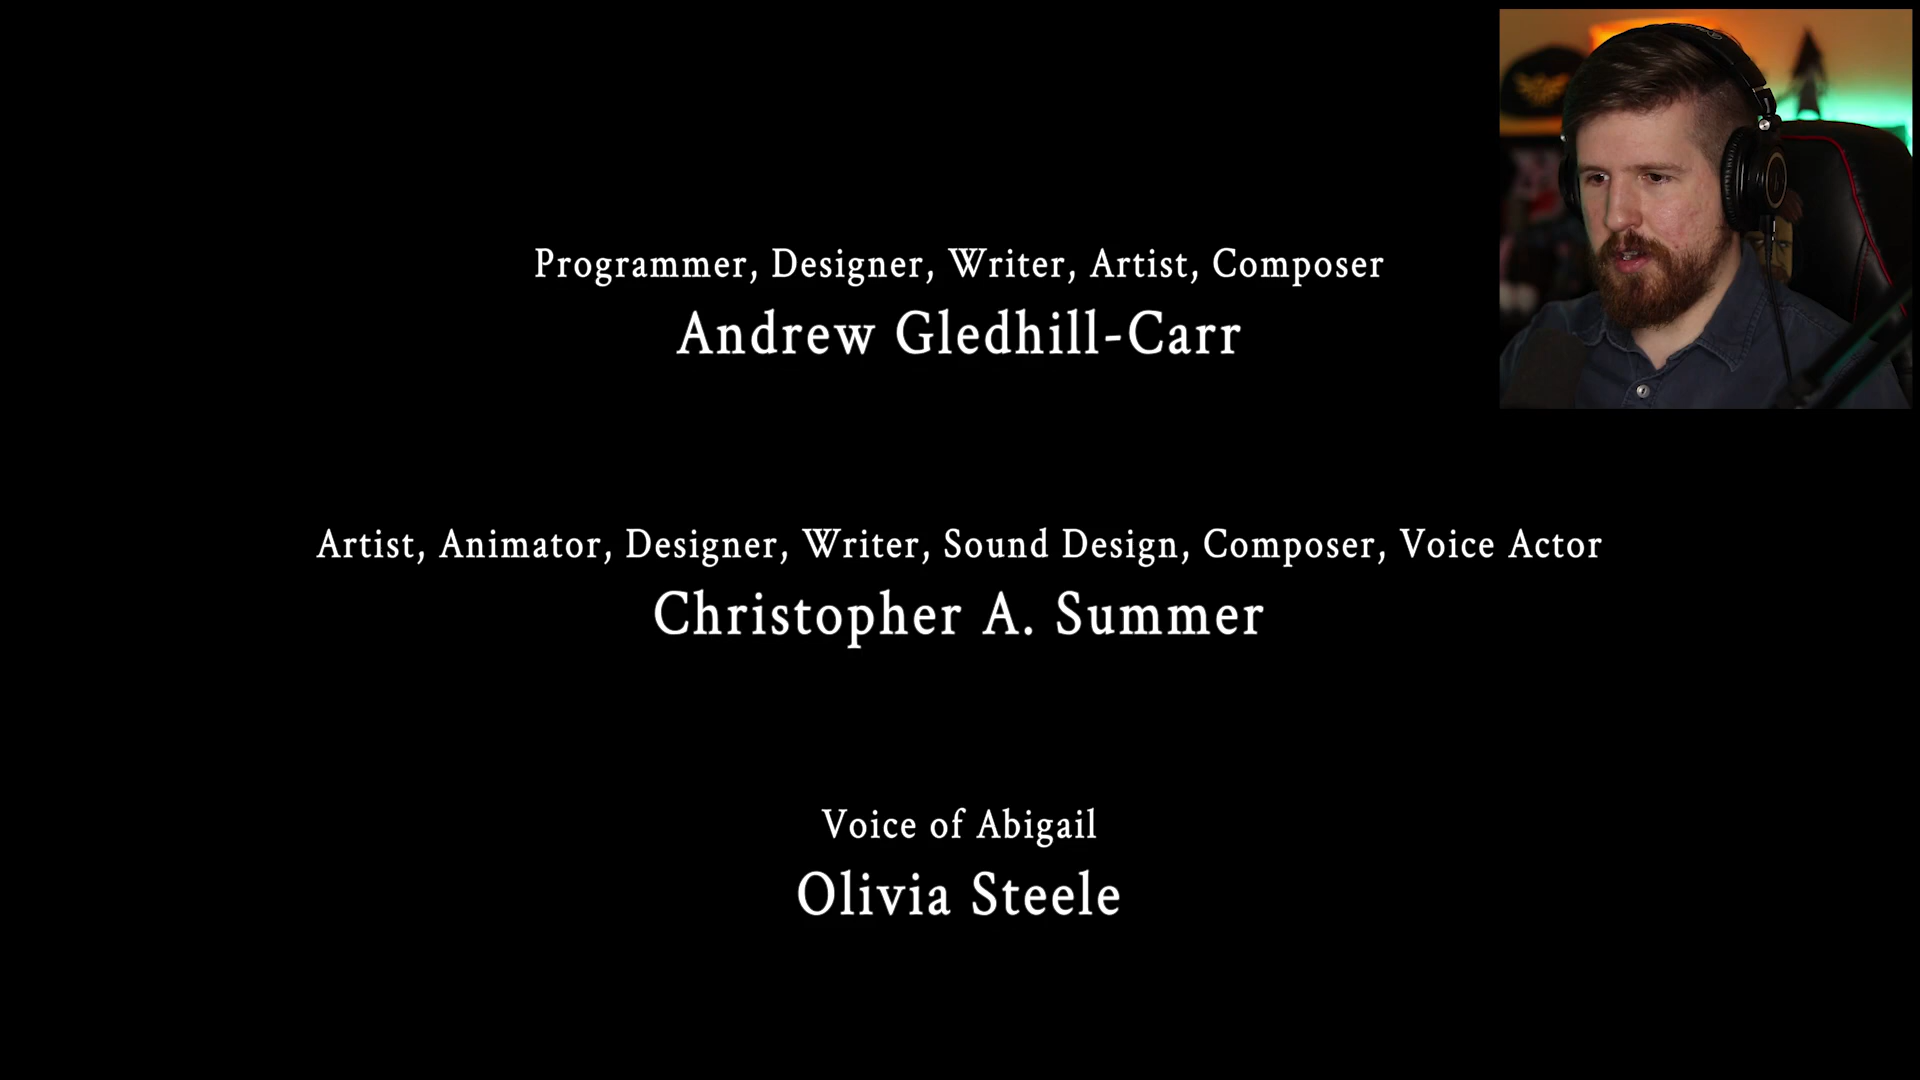 Programmer, Designer, Writer, Artist, Composer
Andrew Gledhill-Carr
Artist, Animator, Designer, Writer, Sound Design, Composer, Voice Actor
Christopher A. Summer
Voice of Abigail
Olivia Steele